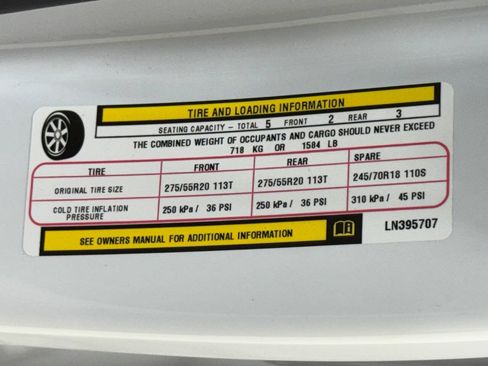 TIRE AND LOADING INFORMATION
SEATING CAPACITY - TOTAL 5 FRONT 2 REAR 3
THE COMBINED WEIGHT OF OCCUPANTS AND CARGO SHOULD NEVER EXCEED
718 KG OR 1584 LB
TIRE FRONT REAR SPARE
ORIGINAL TIRE SIZE 275/55R20 113T 275/55R20 113T 245/70R18 110S
COLD TIRE INFLATION PRESSURE 250 kPa / 36 PSI 250 kPa / 36 PSI 310 kPa / 45 PSI
SEE OWNERS MANUAL FOR ADDITIONAL INFORMATION LN395707